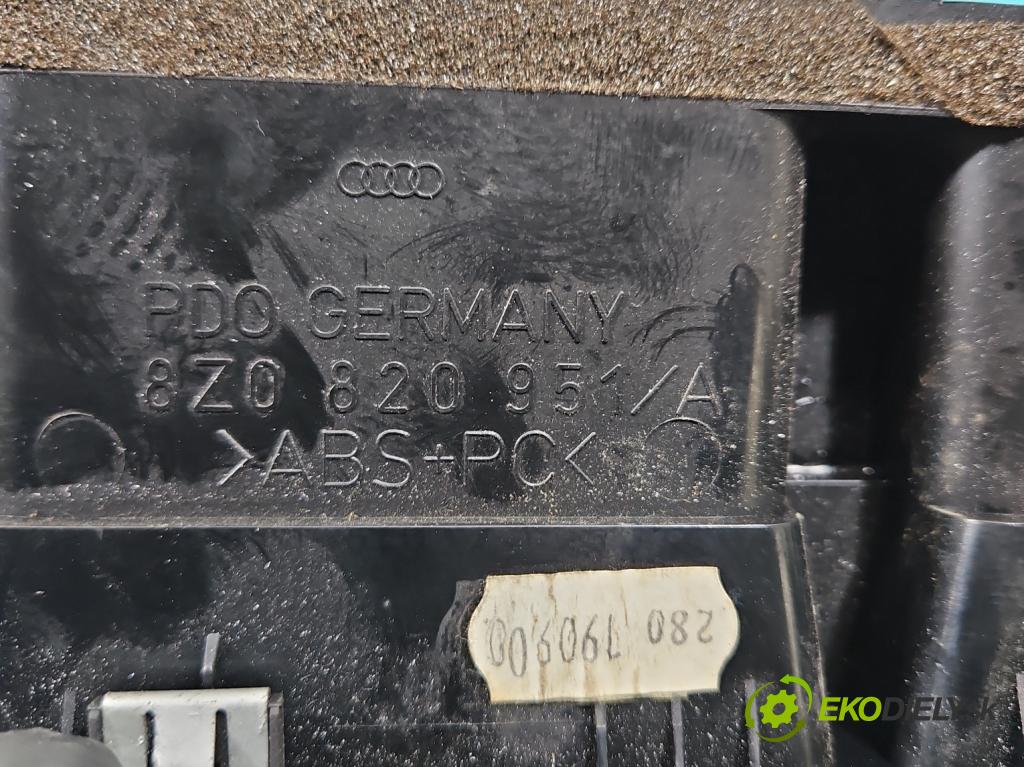 PDO GERMANY
8Z0 820 951/A
>ABS+PC<
280 190900
EKODIELY.SK